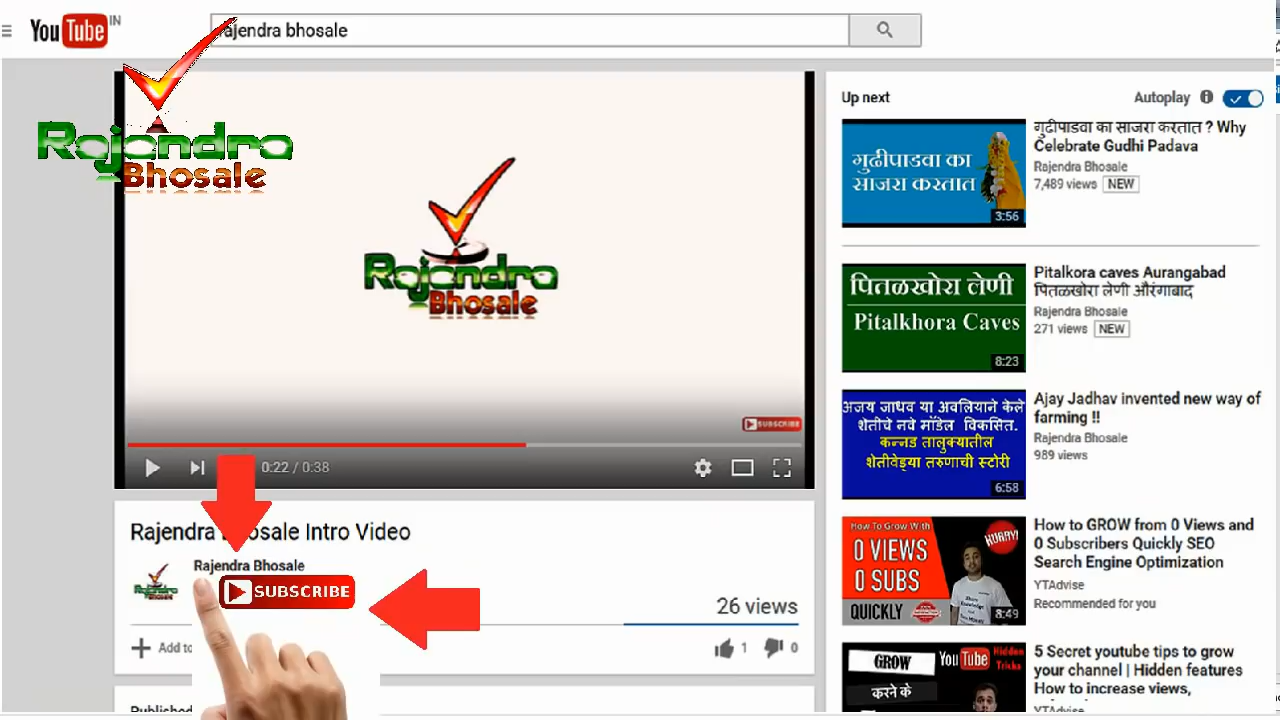 YouTube IN
ajendra bhosale
Rajendra
Bhosale
Rajendra
Bhosale
SUBSCRIBE
0:22 / 0:38
Rajendra Bhosale Intro Video
Rajendra Bhosale
SUBSCRIBE
26 views
Add to
1
0
Published
Up next
Autoplay
गुढीपाडवा का
साजरा करतात
3:56
गुढीपाडवा का साजरा करतात ? Why
Celebrate Gudhi Padava
Rajendra Bhosale
7,489 views NEW
पितळखोरा लेणी
Pitalkhora Caves
8:23
Pitalkora caves Aurangabad
पितळखोरा लेणी औरंगाबाद
Rajendra Bhosale
271 views NEW
अजय जाधव या अवलियाने केले
शेतीचे नवे मॉडेल विकसित.
कन्नड तालुक्यातील
शेतीवेड्या तरुणाची स्टोरी
6:58
Ajay Jadhav invented new way of
farming !!
Rajendra Bhosale
989 views
How To Grow With
0 VIEWS
0 SUBS
QUICKLY
HURRY!
8:49
How to GROW from 0 Views and
0 Subscribers Quickly SEO
Search Engine Optimization
YTAdvise
Recommended for you
GROW
YouTube
Hidden
Tricks
करने के
5 Secret youtube tips to grow
your channel | Hidden features
How to increase views,
YTAdvise